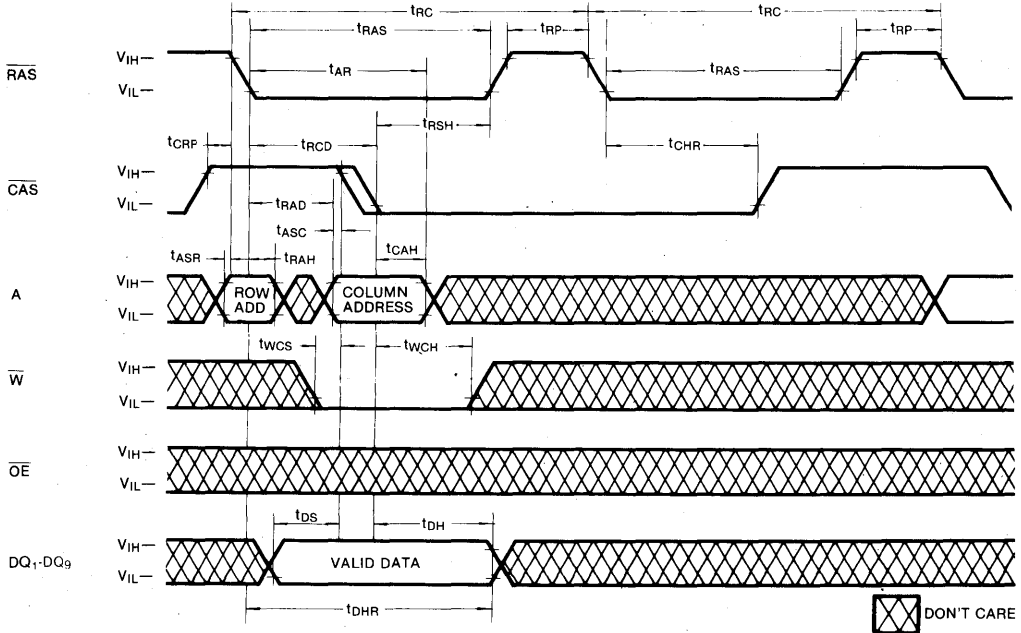 tRC tRC
tRAS tRP tRP
RAS VIH— tAR tRAS
VIL—
tRSH
tCRP tRCD tCHR
CAS VIH—
VIL— tRAD
tASC
tASR tRAH tCAH
A VIH— ROW ADD COLUMN ADDRESS
VIL—
tWCS tWCH
W VIH—
VIL—
OE VIH—
VIL—
tDS tDH
DQ1-DQ9 VIH— VALID DATA
VIL—
tDHR
DON'T CARE